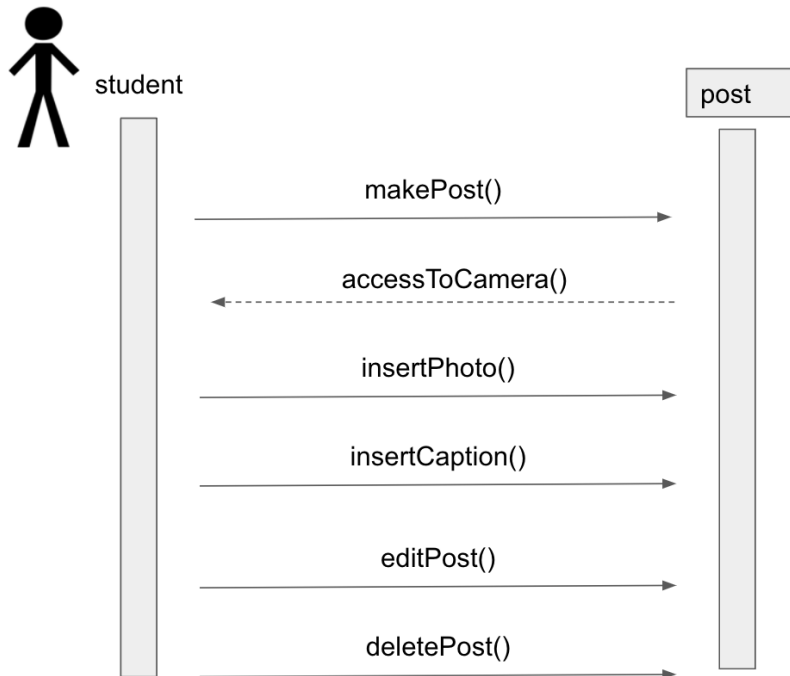 student
post
makePost()
accessToCamera()
insertPhoto()
insertCaption()
editPost()
deletePost()